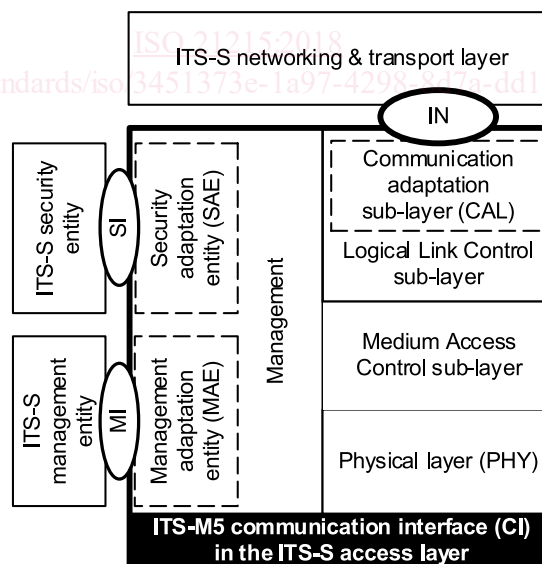 ISO 21215:2018
ITS-S networking & transport layer
ndards/iso/3451373e-1a97-4298-8d7a-dd1
IN
Communication
adaptation
sub-layer (CAL)
Logical Link Control
sub-layer
Medium Access
Control sub-layer
Physical layer (PHY)
Management
ITS-S security
entity
SI
Security
adaptation
entity (SAE)
ITS-S
management
entity
MI
Management
adaptation
entity (MAE)
ITS-M5 communication interface (CI)
in the ITS-S access layer